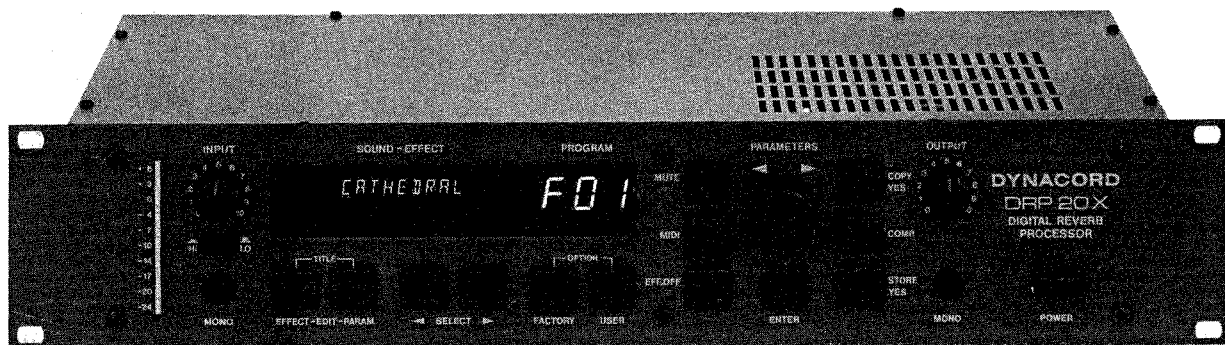 INPUT
SOUND-EFFECT
PROGRAM
PARAMETERS
OUTPUT
CATHEDRAL
F01
MUTE
COPY
YES
DYNACORD
DRP 20X
DIGITAL REVERB
PROCESSOR
MIDI
COMP.
HI
LO
TITLE
OPTION
EFF.OFF
STORE
YES
MONO
EFFECT-EDIT-PARAM.
SELECT
FACTORY
USER
ENTER
MONO
POWER